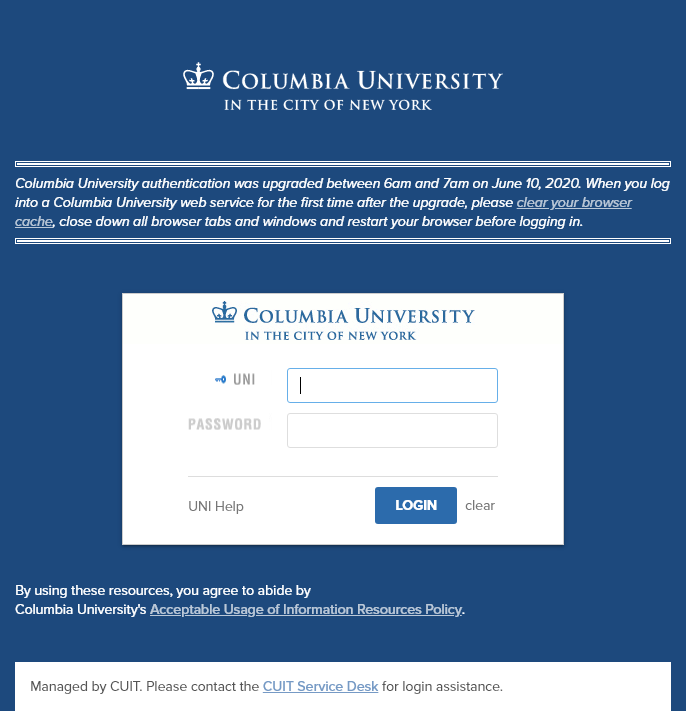 COLUMBIA UNIVERSITY
IN THE CITY OF NEW YORK
Columbia University authentication was upgraded between 6am and 7am on June 10, 2020. When you log
into a Columbia University web service for the first time after the upgrade, please clear your browser
cache, close down all browser tabs and windows and restart your browser before logging in.
COLUMBIA UNIVERSITY
IN THE CITY OF NEW YORK
UNI
PASSWORD
UNI Help LOGIN clear
By using these resources, you agree to abide by
Columbia University's Acceptable Usage of Information Resources Policy.
Managed by CUIT. Please contact the CUIT Service Desk for login assistance.